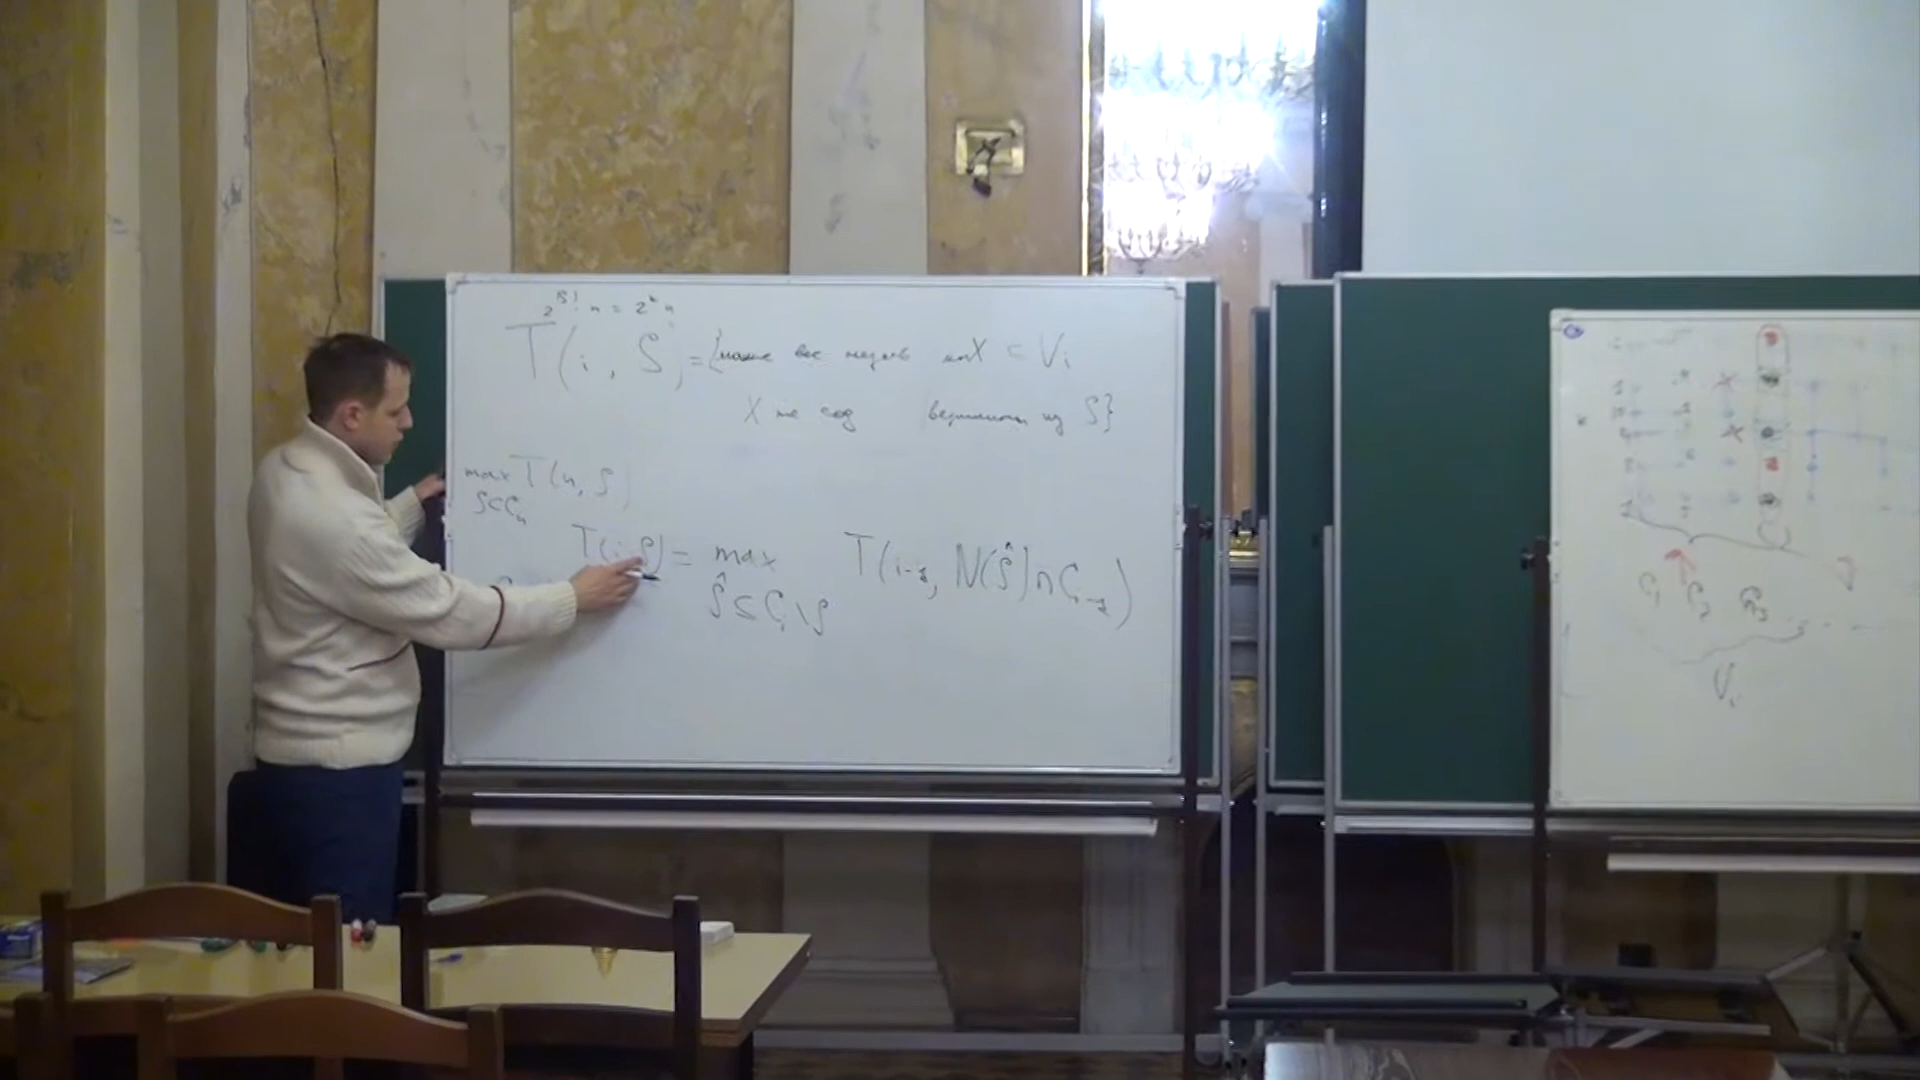 2^{|S|} n = 2^k n
T(i, S) = { макс вес незав мн X ⊂ V_i
X не сод вершины из S}
max T(n, S)
S⊂C_n
T(i, S) = max T(i-1, N(Ŝ) ∩ C_{i-1})
Ŝ ⊆ C_i \ S
C_1 C_2 C_3
V_i